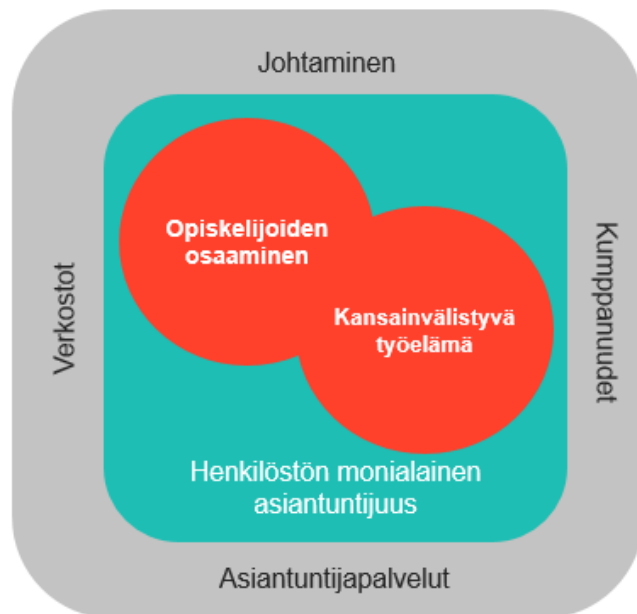 Johtaminen
Opiskelijoiden
osaaminen
Verkostot
Kumppanuudet
Kansainvälistyvä
työelämä
Henkilöstön monialainen
asiantuntijuus
Asiantuntijapalvelut